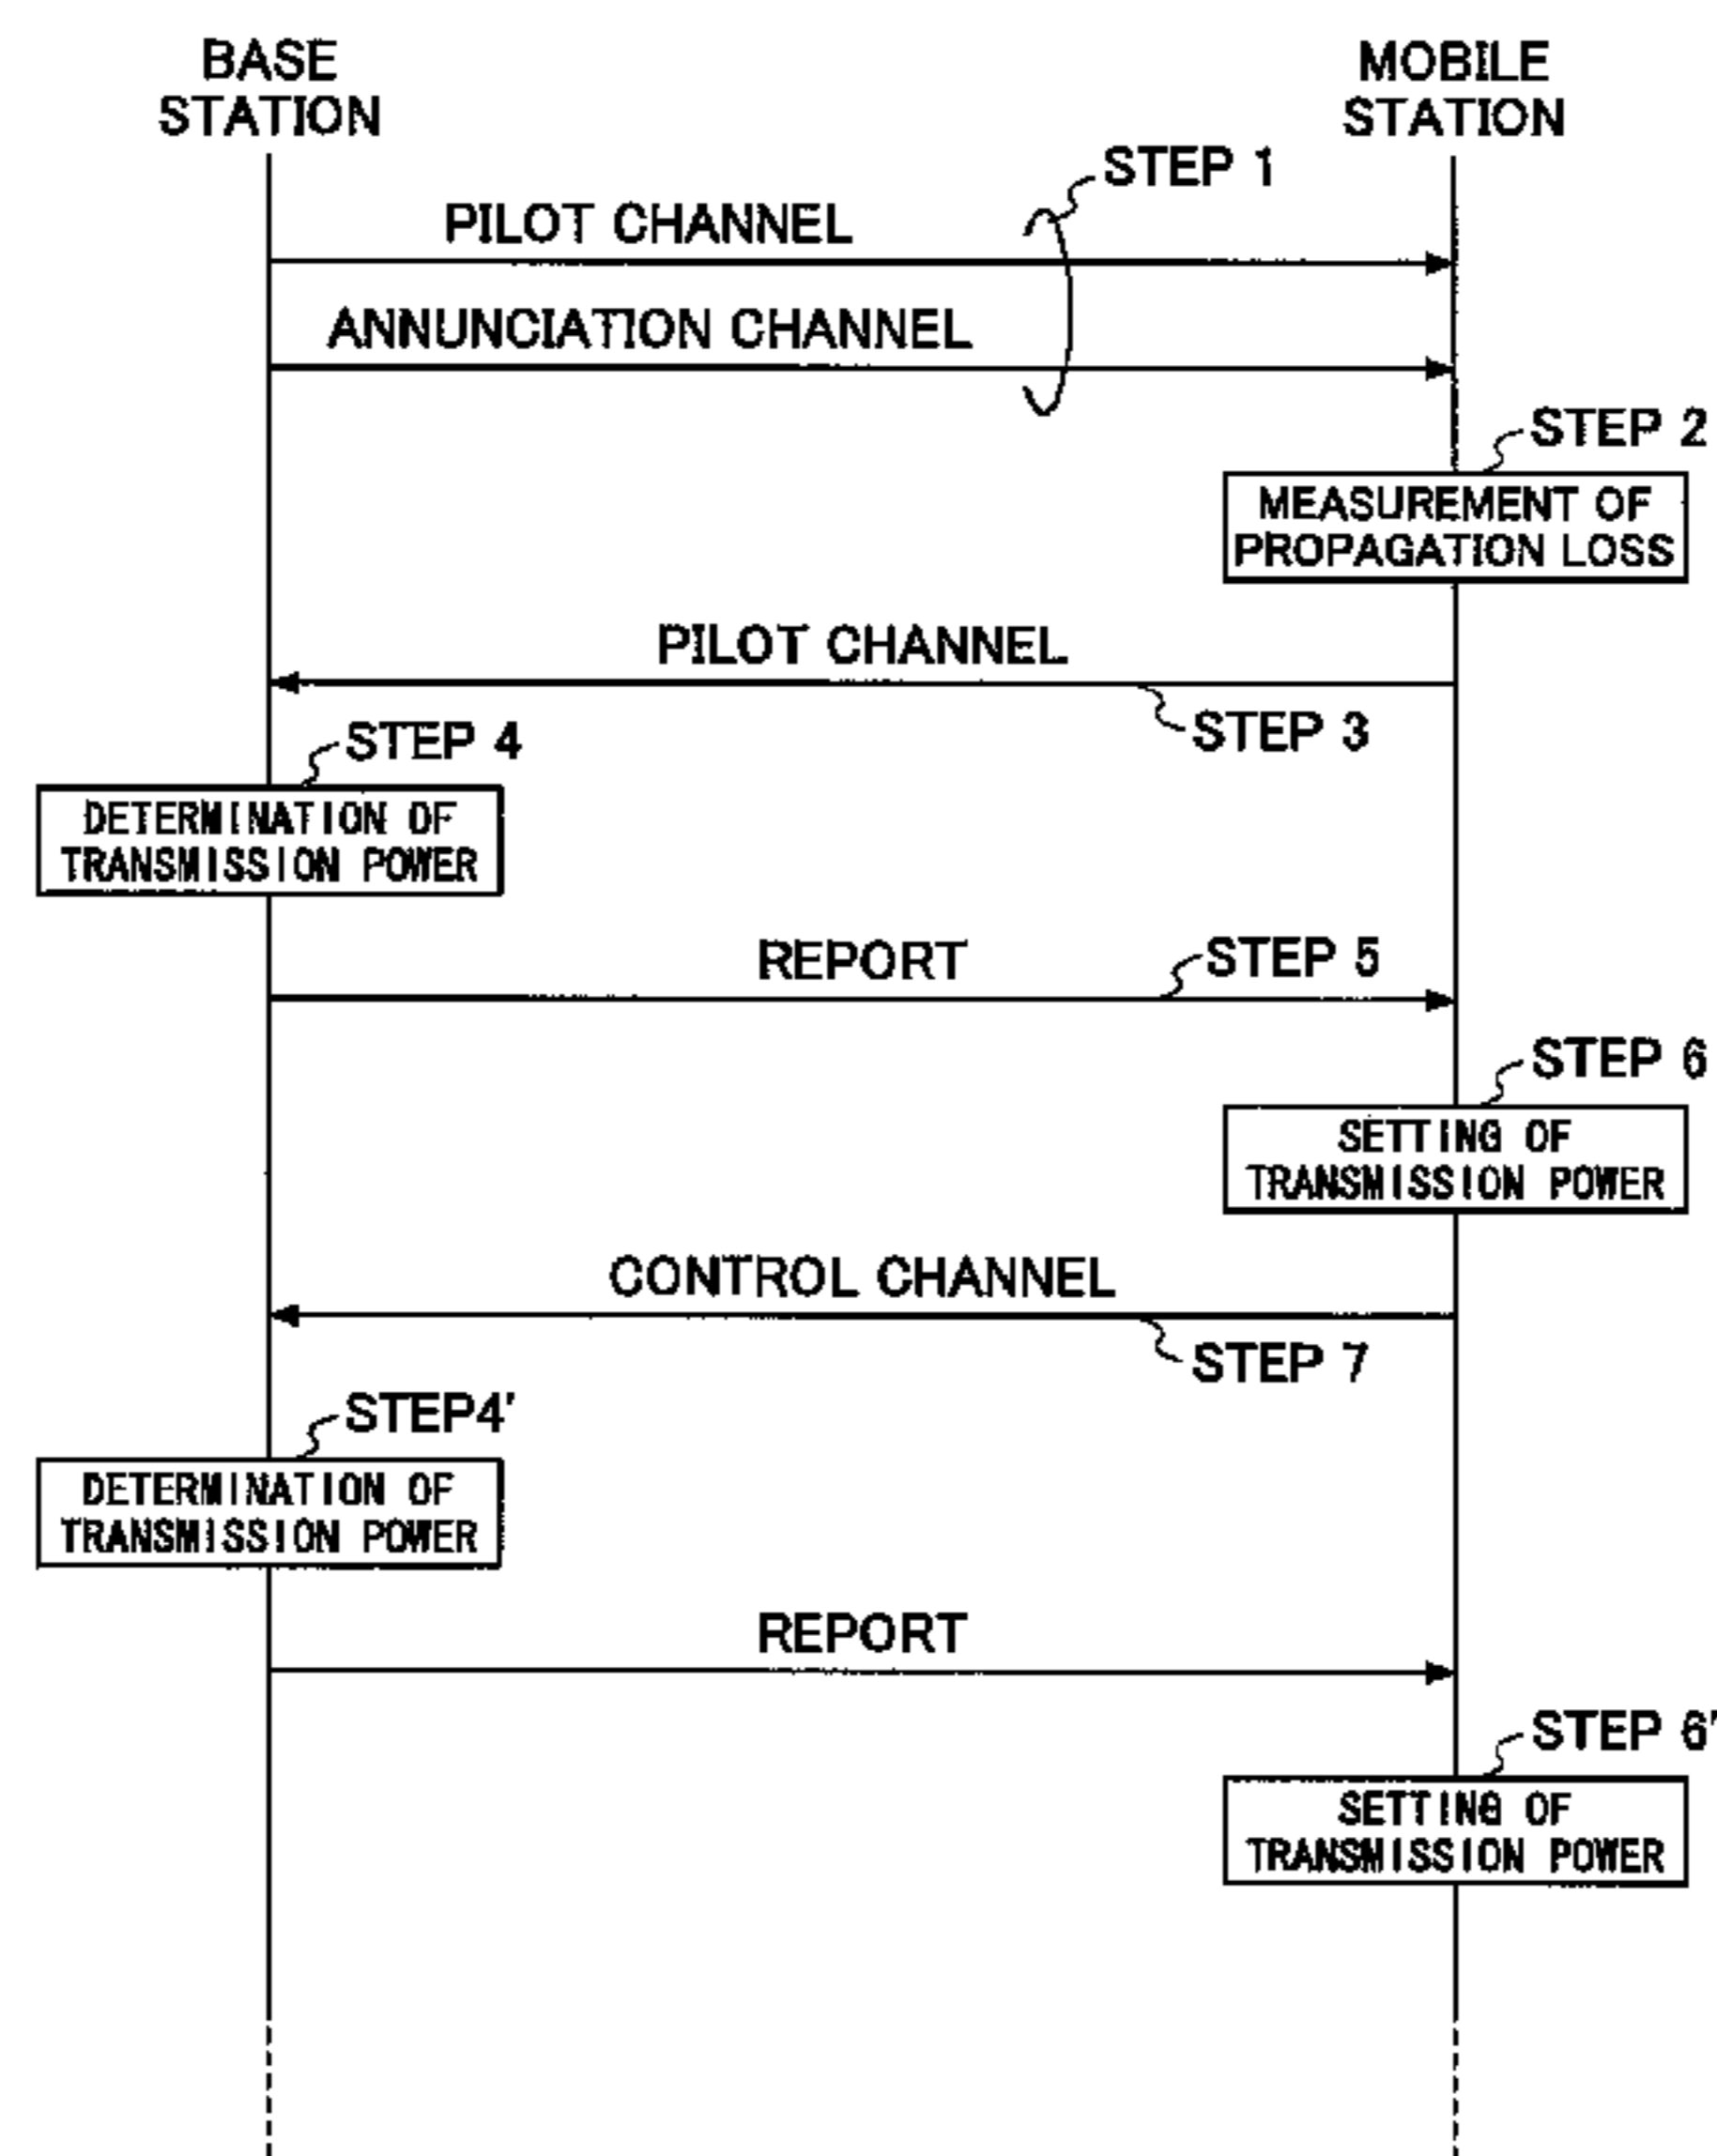 BASE
STATION
MOBILE
STATION
STEP 1
PILOT CHANNEL
ANNUNCIATION CHANNEL
STEP 2
MEASUREMENT OF
PROPAGATION LOSS
PILOT CHANNEL
STEP 3
STEP 4
DETERMINATION OF
TRANSMISSION POWER
REPORT
STEP 5
STEP 6
SETTING OF
TRANSMISSION POWER
CONTROL CHANNEL
STEP 7
STEP4'
DETERMINATION OF
TRANSMISSION POWER
REPORT
STEP 6'
SETTING OF
TRANSMISSION POWER